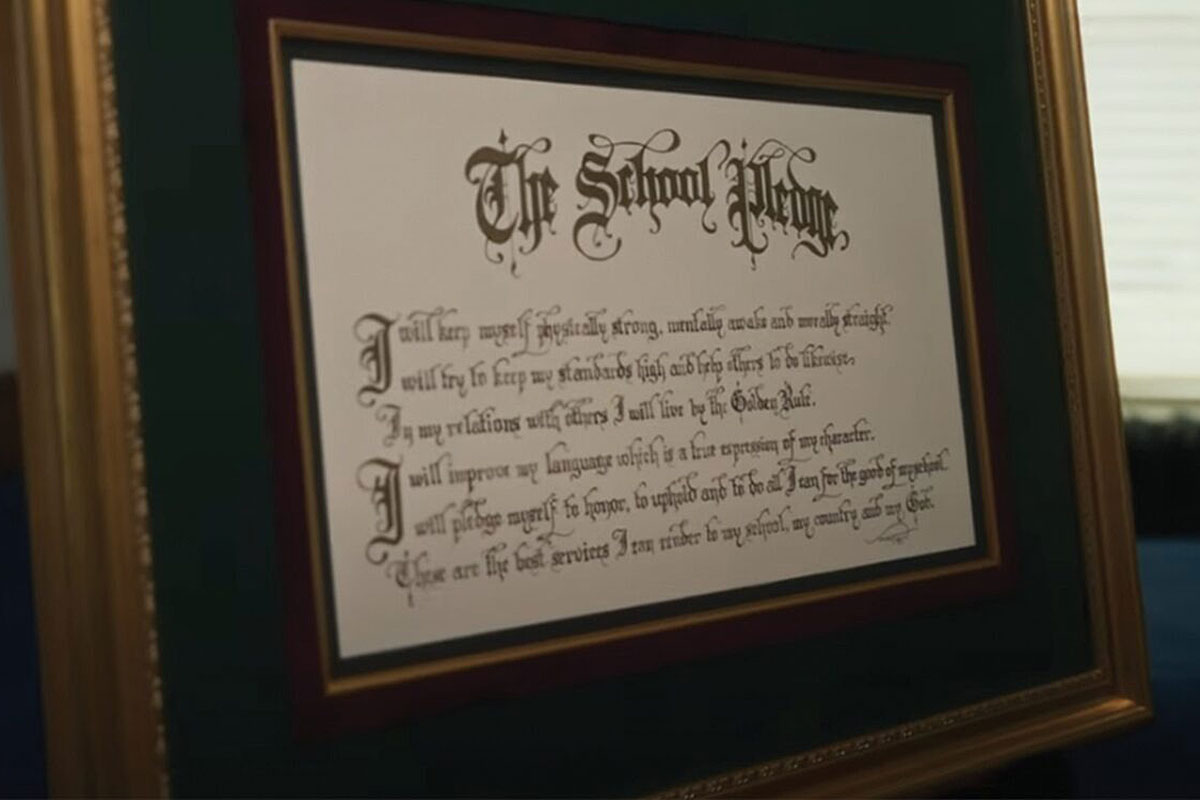 The School Pledge
I will keep myself physically strong, mentally awake and morally straight.
I will try to keep my standards high and help others to do likewise.
In my relations with others I will live by the Golden Rule.
I will improve my language which is a true expression of my character.
I will pledge myself to honor, to uphold and to do all I can for the good of my school.
These are the best services I can render to my school, my country and my God.